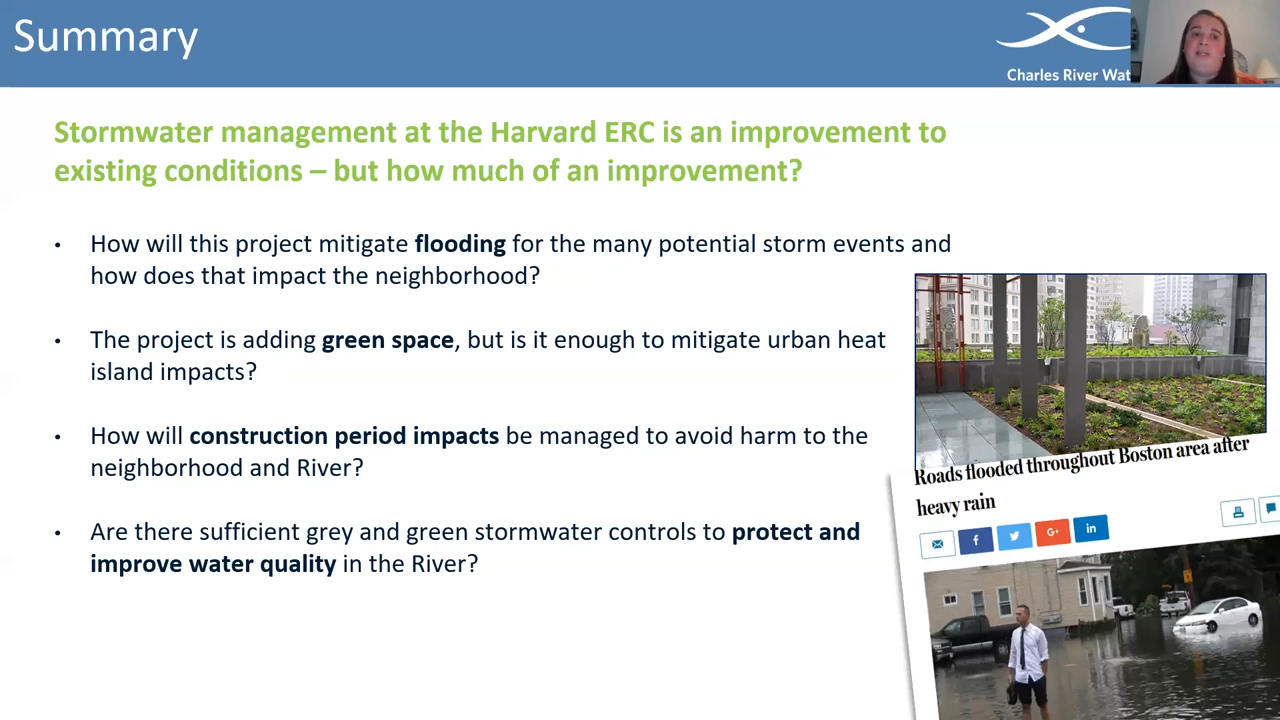 Summary
Charles River Wat
Stormwater management at the Harvard ERC is an improvement to
existing conditions – but how much of an improvement?
• How will this project mitigate flooding for the many potential storm events and
how does that impact the neighborhood?
• The project is adding green space, but is it enough to mitigate urban heat
island impacts?
• How will construction period impacts be managed to avoid harm to the
neighborhood and River?
• Are there sufficient grey and green stormwater controls to protect and
improve water quality in the River?
Roads flooded throughout Boston area after
heavy rain
f
G+
in